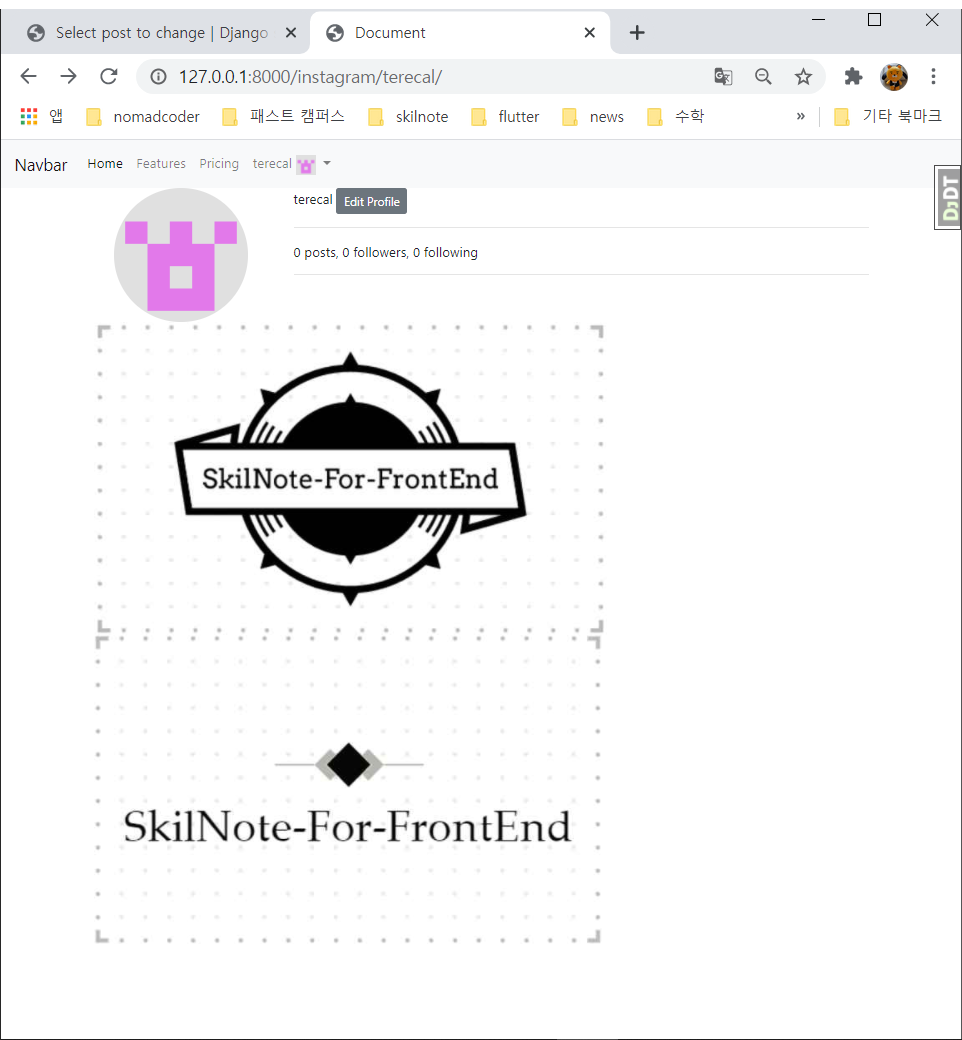 Select post to change | Django
Document
127.0.0.1:8000/instagram/terecal/
앱
nomadcoder
패스트 캠퍼스
skilnote
flutter
news
수학
»
기타 북마크
Navbar Home Features Pricing terecal
DJDT
terecal Edit Profile
0 posts, 0 followers, 0 following
SkilNote-For-FrontEnd
SkilNote-For-FrontEnd